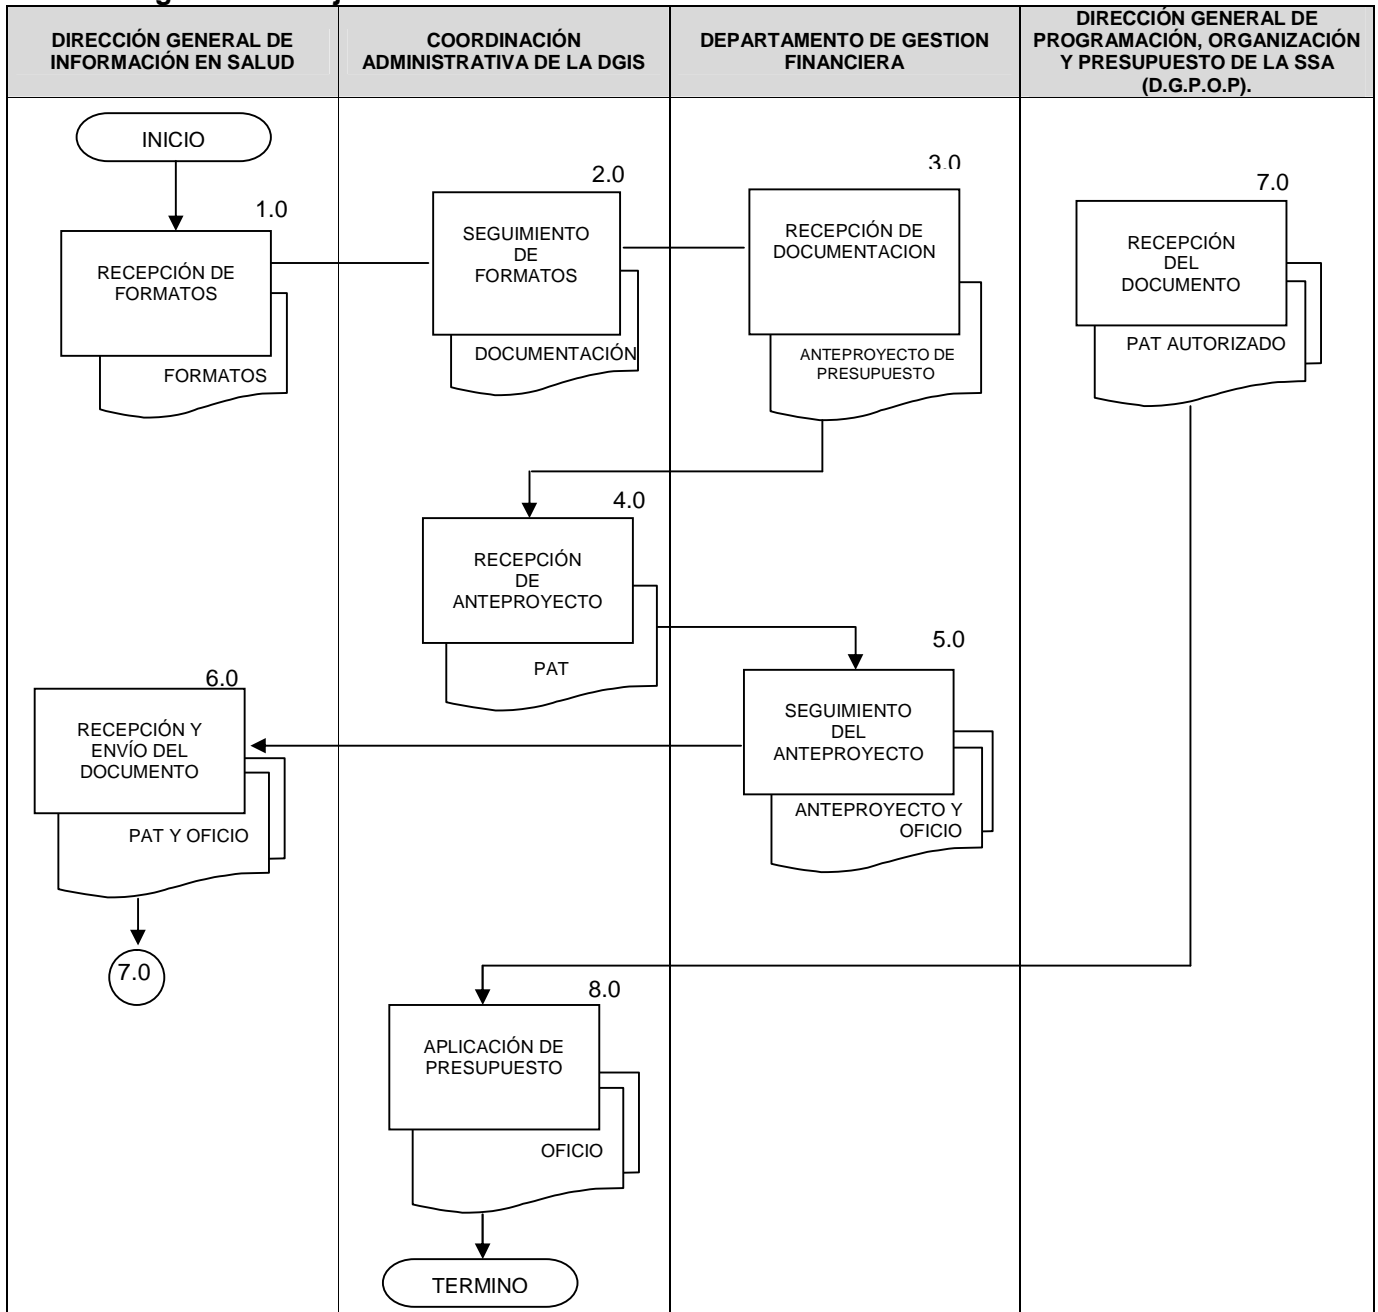 DIRECCIÓN GENERAL DE
INFORMACIÓN EN SALUD
COORDINACIÓN
ADMINISTRATIVA DE LA DGIS
DEPARTAMENTO DE GESTION
FINANCIERA
DIRECCIÓN GENERAL DE
PROGRAMACIÓN, ORGANIZACIÓN
Y PRESUPUESTO DE LA SSA
(D.G.P.O.P).
INICIO
1.0
RECEPCIÓN DE
FORMATOS
FORMATOS
2.0
SEGUIMIENTO
DE
FORMATOS
DOCUMENTACIÓN
3.0
RECEPCIÓN DE
DOCUMENTACION
ANTEPROYECTO DE
PRESUPUESTO
7.0
RECEPCIÓN
DEL
DOCUMENTO
PAT AUTORIZADO
4.0
RECEPCIÓN
DE
ANTEPROYECTO
PAT
5.0
SEGUIMIENTO
DEL
ANTEPROYECTO
ANTEPROYECTO Y
OFICIO
6.0
RECEPCIÓN Y
ENVÍO DEL
DOCUMENTO
PAT Y OFICIO
7.0
8.0
APLICACIÓN DE
PRESUPUESTO
OFICIO
TERMINO